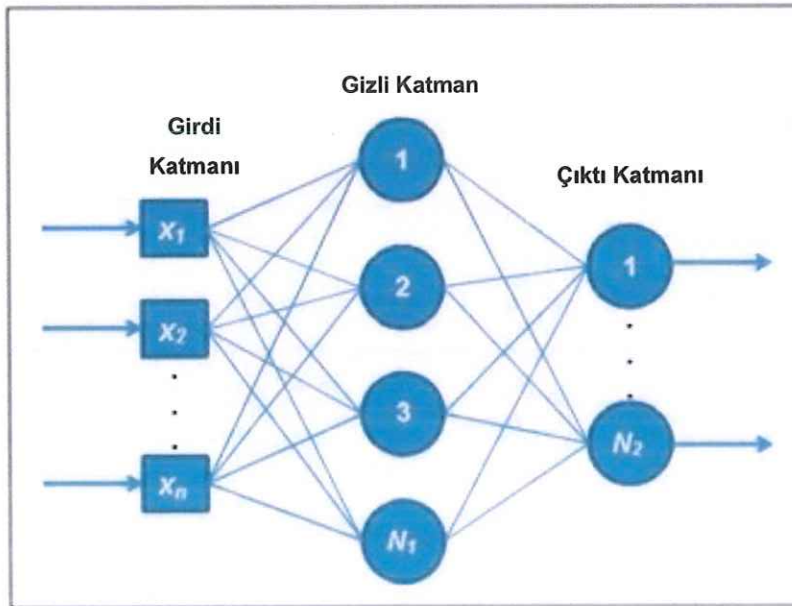 Gizli Katman
Girdi
Katmanı
Çıktı Katmanı
1
x1
1
2
x2
3
N2
xn
N1